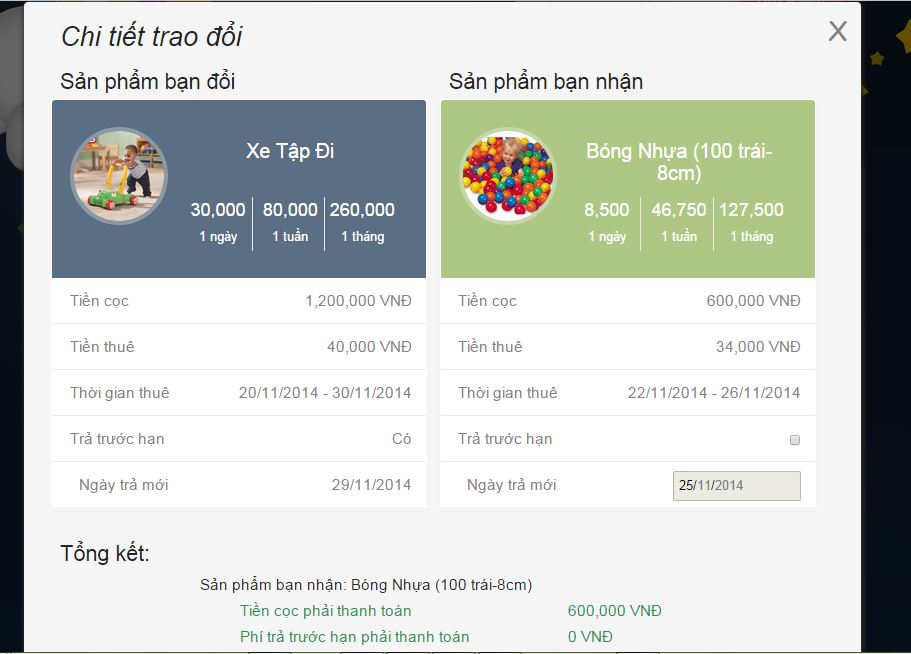 Chi tiết trao đổi
X
Sản phẩm bạn đổi
Xe Tập Đi
30,000 80,000 260,000
1 ngày 1 tuần 1 tháng
Tiền cọc 1,200,000 VNĐ
Tiền thuê 40,000 VNĐ
Thời gian thuê 20/11/2014 - 30/11/2014
Trả trước hạn Có
Ngày trả mới 29/11/2014
Sản phẩm bạn nhận
Bóng Nhựa (100 trái-
8cm)
8,500 46,750 127,500
1 ngày 1 tuần 1 tháng
Tiền cọc 600,000 VNĐ
Tiền thuê 34,000 VNĐ
Thời gian thuê 22/11/2014 - 26/11/2014
Trả trước hạn
Ngày trả mới 25/11/2014
Tổng kết:
Sản phẩm bạn nhận: Bóng Nhựa (100 trái-8cm)
Tiền cọc phải thanh toán 600,000 VNĐ
Phí trả trước hạn phải thanh toán 0 VNĐ